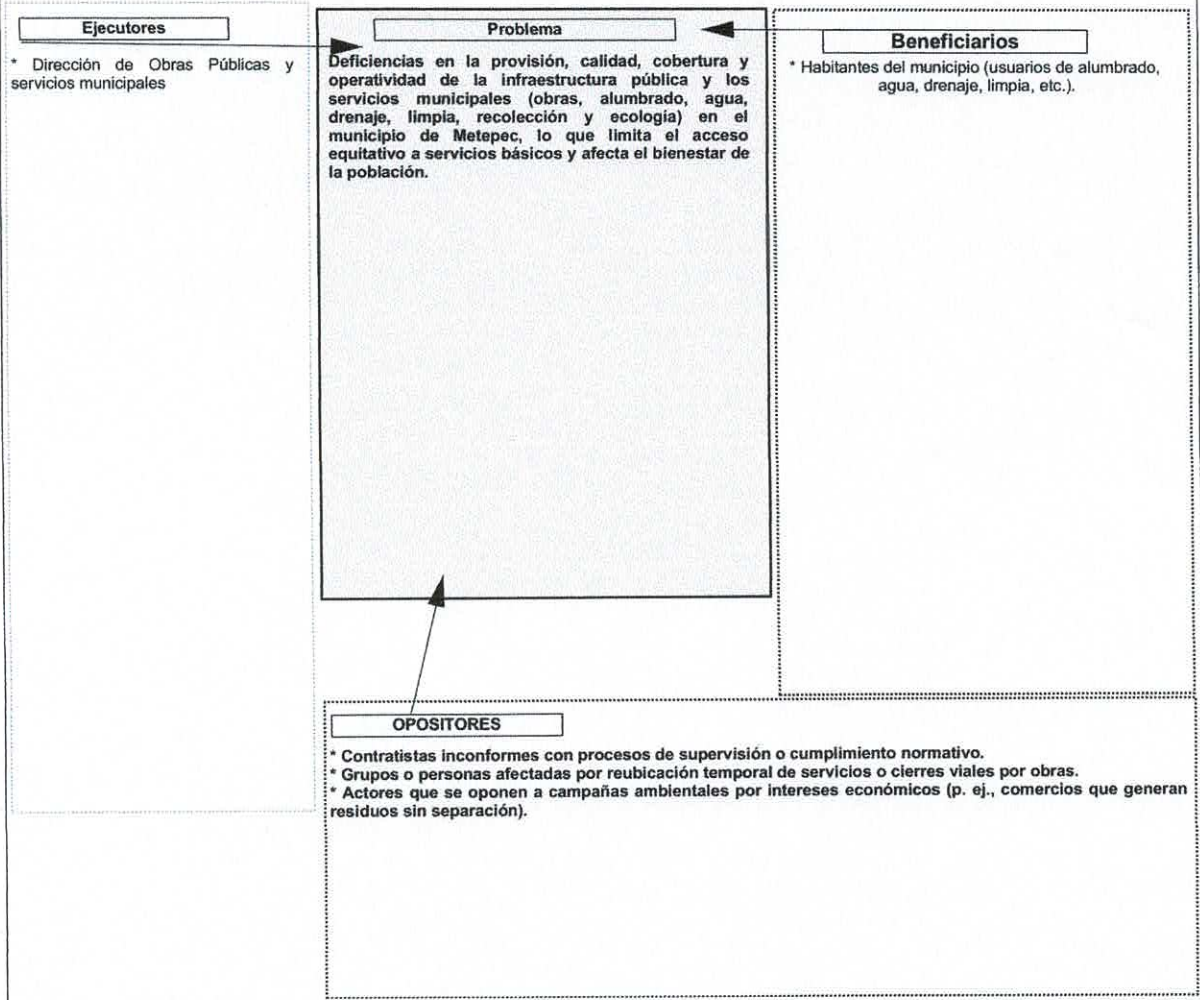 Ejecutores
* Dirección de Obras Públicas y
servicios municipales
Problema
Deficiencias en la provisión, calidad, cobertura y
operatividad de la infraestructura pública y los
servicios municipales (obras, alumbrado, agua,
drenaje, limpia, recolección y ecología) en el
municipio de Metepec, lo que limita el acceso
equitativo a servicios básicos y afecta el bienestar de
la población.
Beneficiarios
* Habitantes del municipio (usuarios de alumbrado,
agua, drenaje, limpia, etc.).
OPOSITORES
* Contratistas inconformes con procesos de supervisión o cumplimiento normativo.
* Grupos o personas afectadas por reubicación temporal de servicios o cierres viales por obras.
* Actores que se oponen a campañas ambientales por intereses económicos (p. ej., comercios que generan
residuos sin separación).